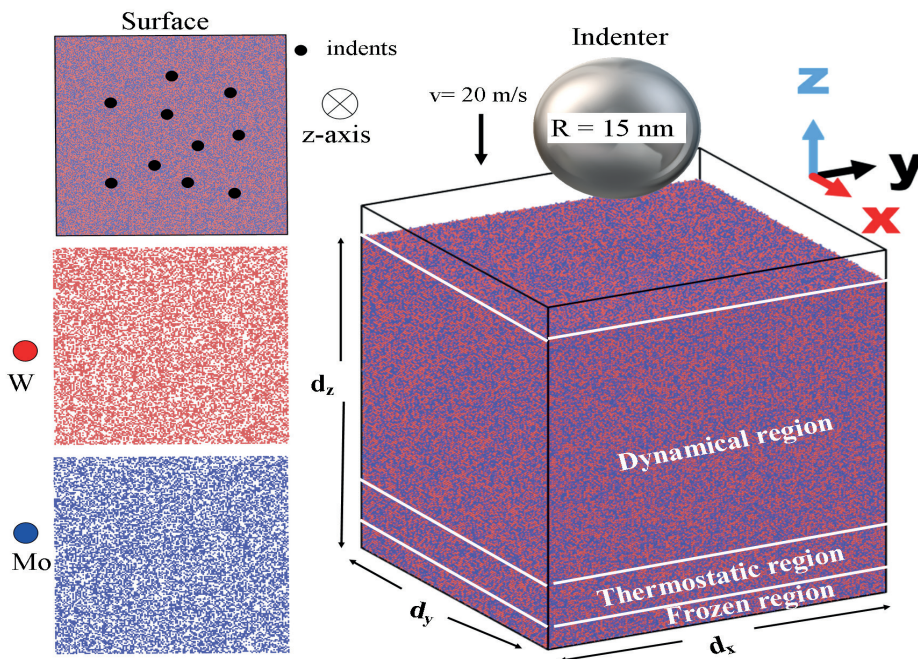 Surface
indents
z-axis
W
Mo
Indenter
v= 20 m/s
R = 15 nm
z
y
x
dz
Dynamical region
Thermostatic region
Frozen region
dy
dx